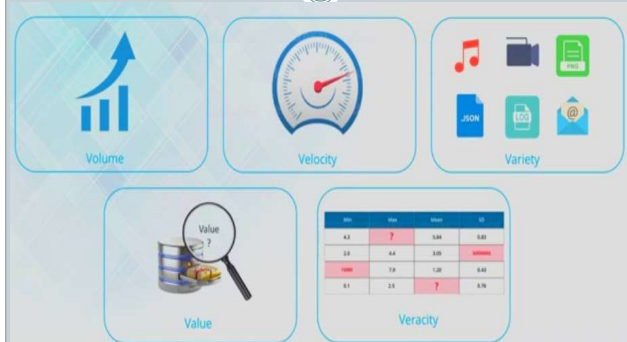 JSON
LOG
@
Volume
Velocity
Variety
Value
?
Min Max Mean SD
4.3 ? 5.84 0.83
2.0 4.4 3.05
7.9 1.20 0.43
0.1 2.5 ? 0.76
Value
Veracity